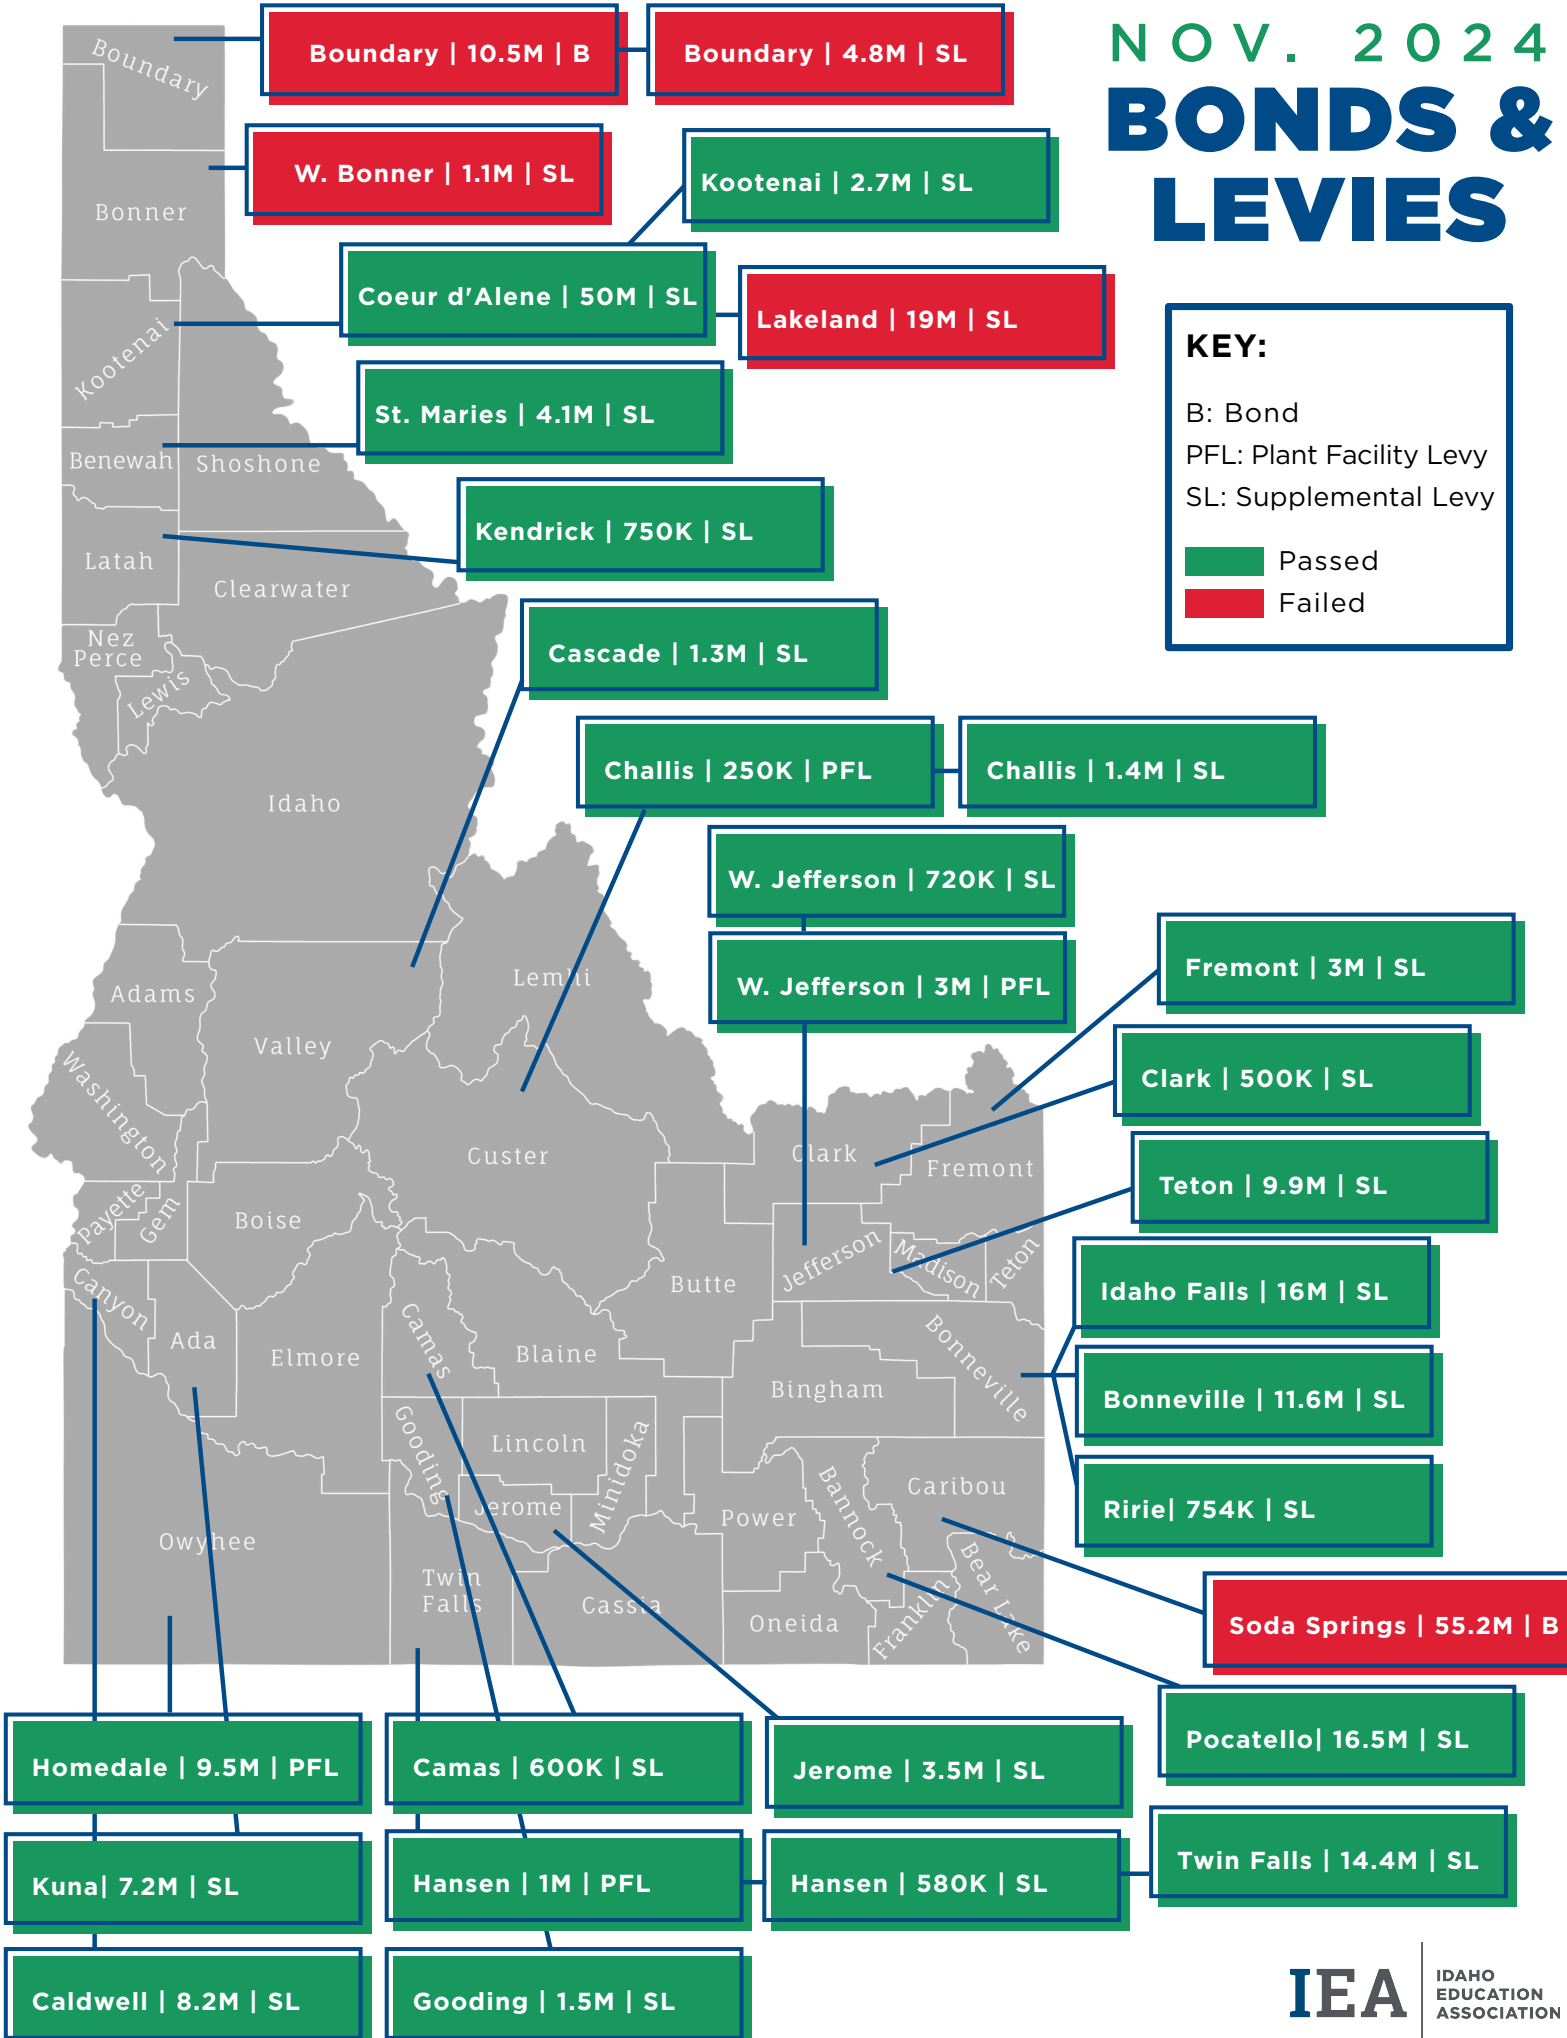 NOV. 2024
BONDS &
LEVIES
Boundary | 10.5M | B
Boundary | 4.8M | SL
W. Bonner | 1.1M | SL
Kootenai | 2.7M | SL
Coeur d'Alene | 50M | SL
Lakeland | 19M | SL
St. Maries | 4.1M | SL
Kendrick | 750K | SL
KEY:
B: Bond
PFL: Plant Facility Levy
SL: Supplemental Levy
Passed
Failed
Cascade | 1.3M | SL
Challis | 250K | PFL
Challis | 1.4M | SL
W. Jefferson | 720K | SL
W. Jefferson | 3M | PFL
Fremont | 3M | SL
Clark | 500K | SL
Teton | 9.9M | SL
Idaho Falls | 16M | SL
Bonneville | 11.6M | SL
Ririe| 754K | SL
Soda Springs | 55.2M | B
Pocatello| 16.5M | SL
Homedale | 9.5M | PFL
Camas | 600K | SL
Jerome | 3.5M | SL
Kuna| 7.2M | SL
Hansen | 1M | PFL
Hansen | 580K | SL
Twin Falls | 14.4M | SL
Caldwell | 8.2M | SL
Gooding | 1.5M | SL
Boundary
Bonner
Kootenai
Benewah
Shoshone
Latah
Clearwater
Nez
Perce
Lewis
Idaho
Adams
Lemhi
Valley
Washington
Custer
Clark
Fremont
Payette
Gem
Boise
Butte
Jefferson
Madison
Teton
Canyon
Ada
Elmore
Camas
Blaine
Bonneville
Bingham
Gooding
Lincoln
Minidoka
Jerome
Power
Bannock
Caribou
Owyhee
Twin
Falls
Cassia
Oneida
Franklin
Bear Lake
IEA
IDAHO
EDUCATION
ASSOCIATION